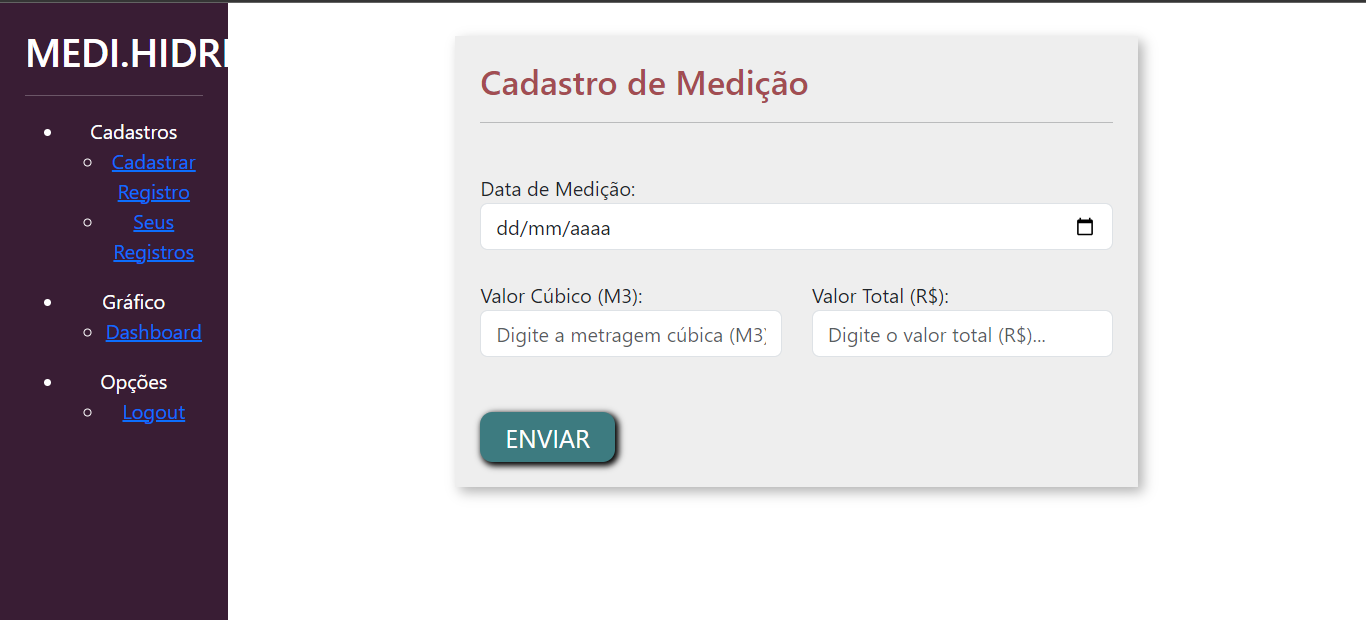 MEDI.HIDR
Cadastros
Cadastrar
Registro
Seus
Registros
Gráfico
Dashboard
Opções
Logout
Cadastro de Medição
Data de Medição:
dd/mm/aaaa
Valor Cúbico (M3): Valor Total (R$):
Digite a metragem cúbica (M3) Digite o valor total (R$)...
ENVIAR